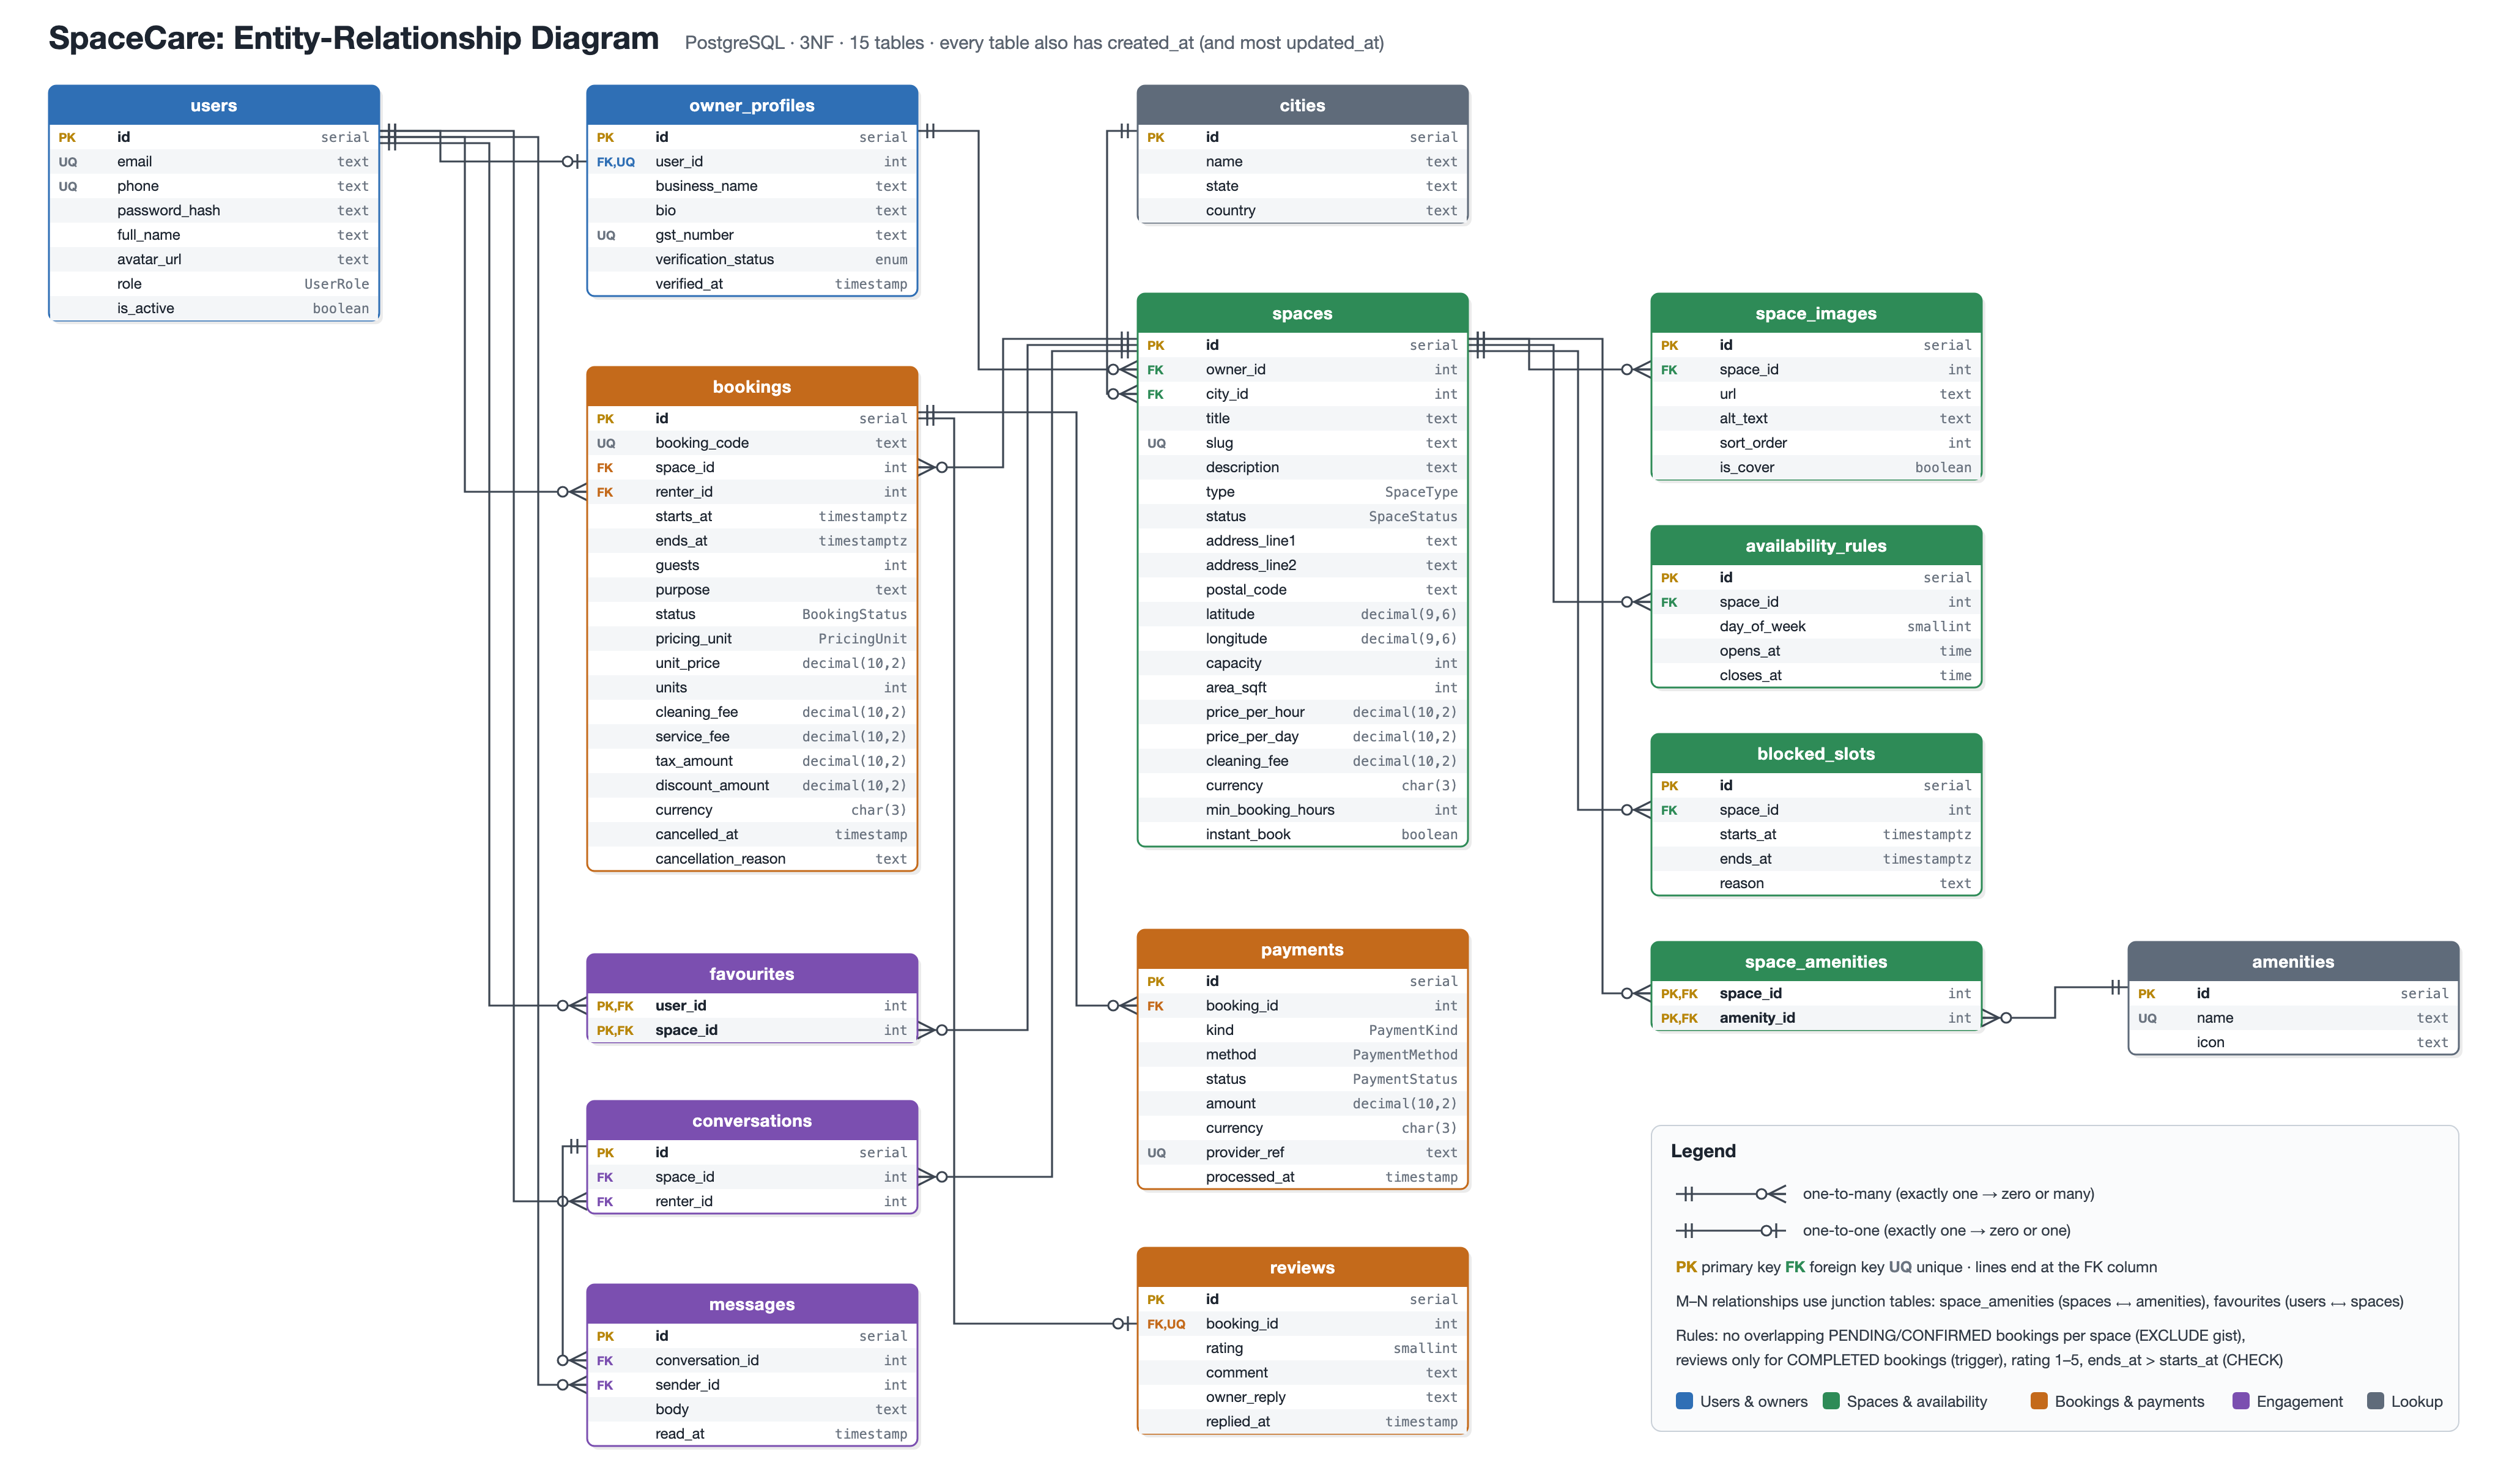 SpaceCare: Entity-Relationship Diagram PostgreSQL · 3NF · 15 tables · every table also has created_at (and most updated_at)
users
PK id serial
UQ email text
UQ phone text
password_hash text
full_name text
avatar_url text
role UserRole
is_active boolean
owner_profiles
PK id serial
FK,UQ user_id int
business_name text
bio text
UQ gst_number text
verification_status enum
verified_at timestamp
cities
PK id serial
name text
state text
country text
bookings
PK id serial
UQ booking_code text
FK space_id int
FK renter_id int
starts_at timestamptz
ends_at timestamptz
guests int
purpose text
status BookingStatus
pricing_unit PricingUnit
unit_price decimal(10,2)
units int
cleaning_fee decimal(10,2)
service_fee decimal(10,2)
tax_amount decimal(10,2)
discount_amount decimal(10,2)
currency char(3)
cancelled_at timestamp
cancellation_reason text
spaces
PK id serial
FK owner_id int
FK city_id int
title text
UQ slug text
description text
type SpaceType
status SpaceStatus
address_line1 text
address_line2 text
postal_code text
latitude decimal(9,6)
longitude decimal(9,6)
capacity int
area_sqft int
price_per_hour decimal(10,2)
price_per_day decimal(10,2)
cleaning_fee decimal(10,2)
currency char(3)
min_booking_hours int
instant_book boolean
space_images
PK id serial
FK space_id int
url text
alt_text text
sort_order int
is_cover boolean
availability_rules
PK id serial
FK space_id int
day_of_week smallint
opens_at time
closes_at time
blocked_slots
PK id serial
FK space_id int
starts_at timestamptz
ends_at timestamptz
reason text
favourites
PK,FK user_id int
PK,FK space_id int
payments
PK id serial
FK booking_id int
kind PaymentKind
method PaymentMethod
status PaymentStatus
amount decimal(10,2)
currency char(3)
UQ provider_ref text
processed_at timestamp
space_amenities
PK,FK space_id int
PK,FK amenity_id int
amenities
PK id serial
UQ name text
icon text
conversations
PK id serial
FK space_id int
FK renter_id int
messages
PK id serial
FK conversation_id int
FK sender_id int
body text
read_at timestamp
reviews
PK id serial
FK,UQ booking_id int
rating smallint
comment text
owner_reply text
replied_at timestamp
Legend
one-to-many (exactly one → zero or many)
one-to-one (exactly one → zero or one)
PK primary key FK foreign key UQ unique · lines end at the FK column
M–N relationships use junction tables: space_amenities (spaces ↔ amenities), favourites (users ↔ spaces)
Rules: no overlapping PENDING/CONFIRMED bookings per space (EXCLUDE gist),
reviews only for COMPLETED bookings (trigger), rating 1–5, ends_at > starts_at (CHECK)
Users & owners Spaces & availability Bookings & payments Engagement Lookup